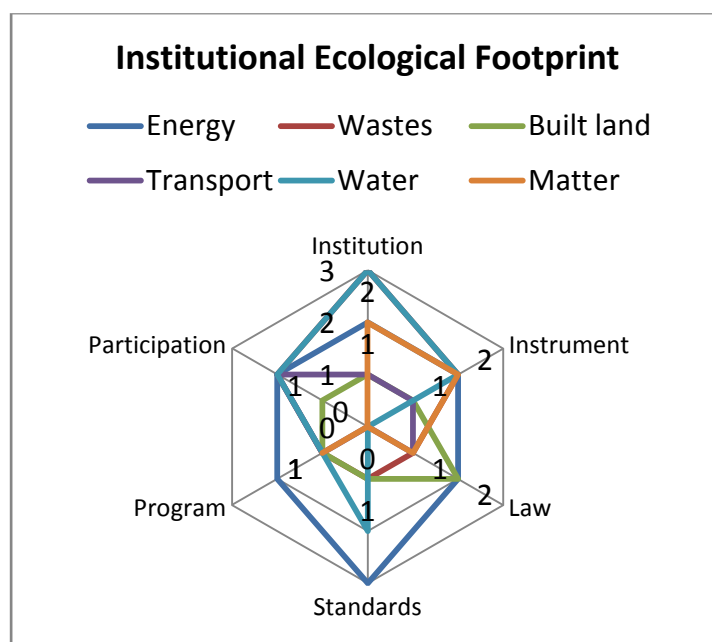 Institutional Ecological Footprint
Energy Wastes Built land
Transport Water Matter
Institution
3 2
2
Participation 1 2 Instrument
1 1 1
0
0 0
1 1
2
Program 1 Law
Standards